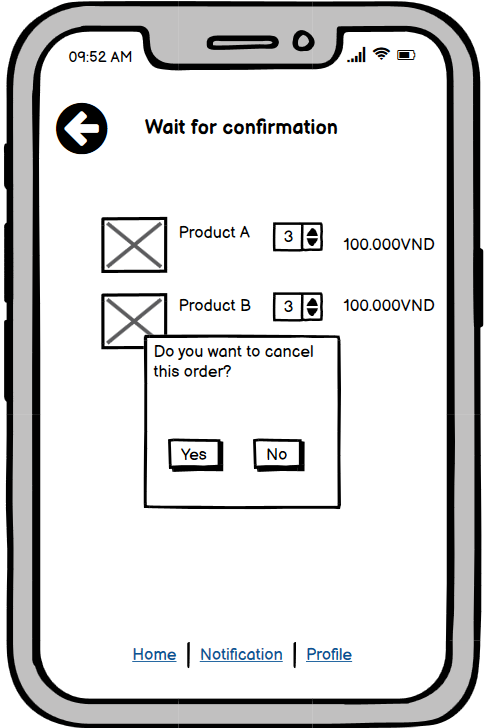 09:52 AM
Wait for confirmation
Product A 3 100.000VND
Product B 3 100.000VND
Do you want to cancel
this order?
Yes No
Home Notification Profile